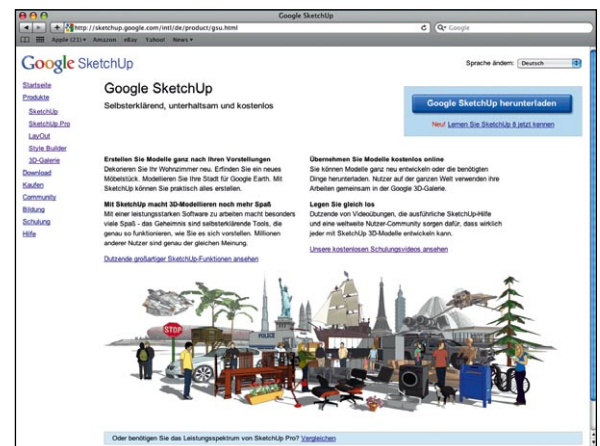 Google SketchUp
http://sketchup.google.com/intl/de/product/gsu.html
Google
Apple (21) Amazon eBay Yahoo! News
Google SketchUp
Sprache ändern: Deutsch
Startseite
Produkte
SketchUp
SketchUp Pro
LayOut
Style Builder
3D-Galerie
Download
Kaufen
Community
Bildung
Schulung
Hilfe
Google SketchUp
Selbsterklärend, unterhaltsam und kostenlos
Google SketchUp herunterladen
Neu! Lernen Sie SketchUp 8 jetzt kennen
Erstellen Sie Modelle ganz nach Ihren Vorstellungen
Dekorieren Sie Ihr Wohnzimmer neu. Erfinden Sie ein neues
Möbelstück. Modellieren Sie Ihre Stadt für Google Earth. Mit
SketchUp können Sie praktisch alles erstellen.
Mit SketchUp macht 3D-Modellieren noch mehr Spaß
Mit einer leistungsstarken Software zu arbeiten macht besonders
viele Spaß - das Geheimnis sind selbsterklärende Tools, die
genau so funktionieren, wie Sie es sich vorstellen. Millionen
anderer Nutzer sind genau der gleichen Meinung.
Dutzende großartiger SketchUp-Funktionen ansehen
Übernehmen Sie Modelle kostenlos online
Sie können Modelle ganz neu entwickeln oder die benötigten
Dinge herunterladen. Nutzer auf der ganzen Welt verwenden ihre
Arbeiten gemeinsam in der Google 3D-Galerie.
Legen Sie gleich los
Dutzende von Videoübungen, die ausführliche SketchUp-Hilfe
und eine weltweite Nutzer-Community sorgen dafür, dass wirklich
jeder mit SketchUp 3D-Modelle entwickeln kann.
Unsere kostenlosen Schulungsvideos ansehen
POLICE
STOP
Oder benötigen Sie das Leistungsspektrum von SketchUp Pro? Vergleichen